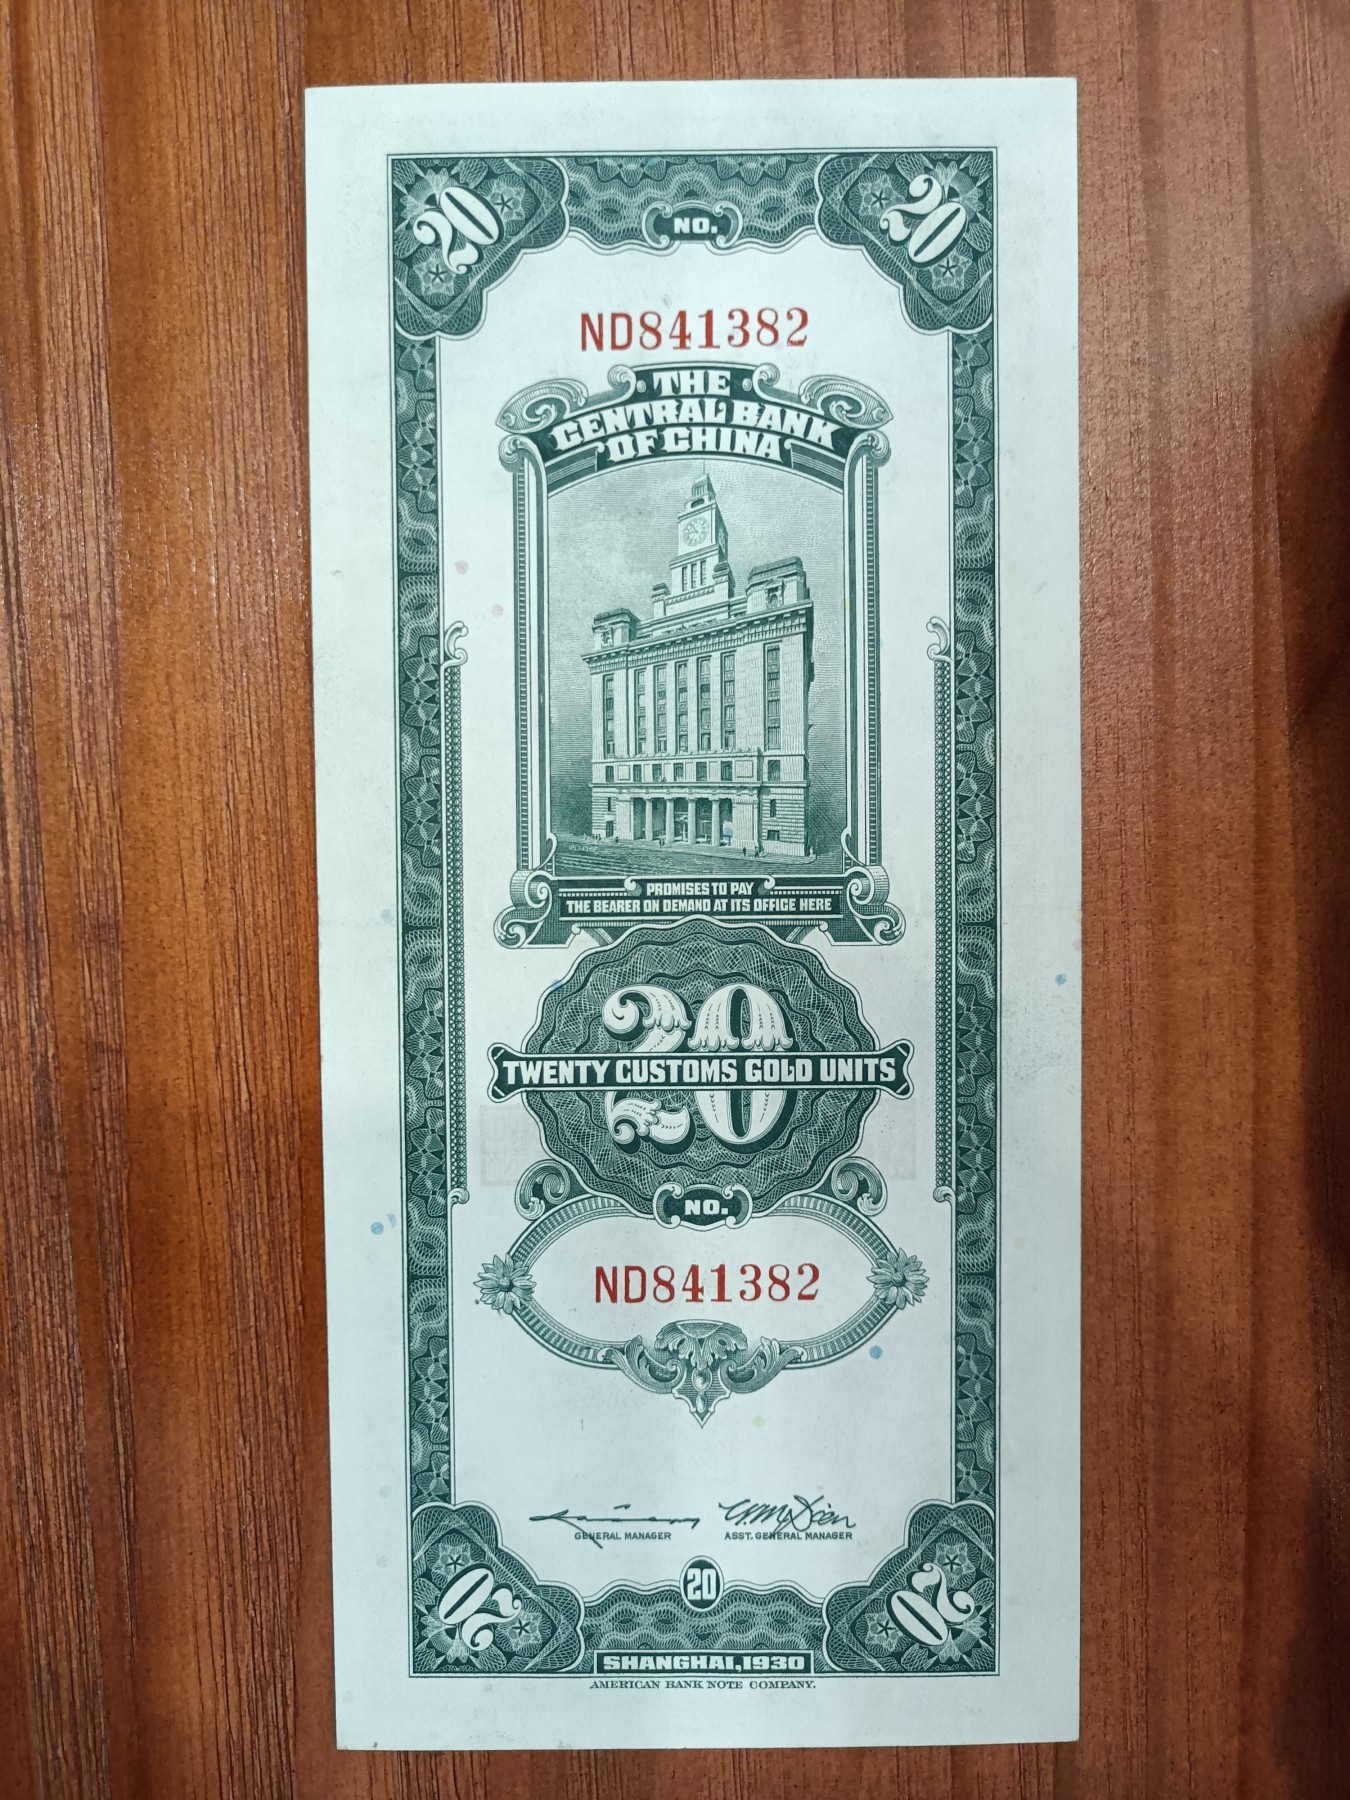 20
20
NO.
ND841382
THE
CENTRAL BANK
OF CHINA
PROMISES TO PAY
THE BEARER ON DEMAND AT ITS OFFICE HERE
20
TWENTY CUSTOMS GOLD UNITS
NO.
ND841382
GENERAL MANAGER
ASST. GENERAL MANAGER
20
20
20
SHANGHAI, 1930
AMERICAN BANK NOTE COMPANY.